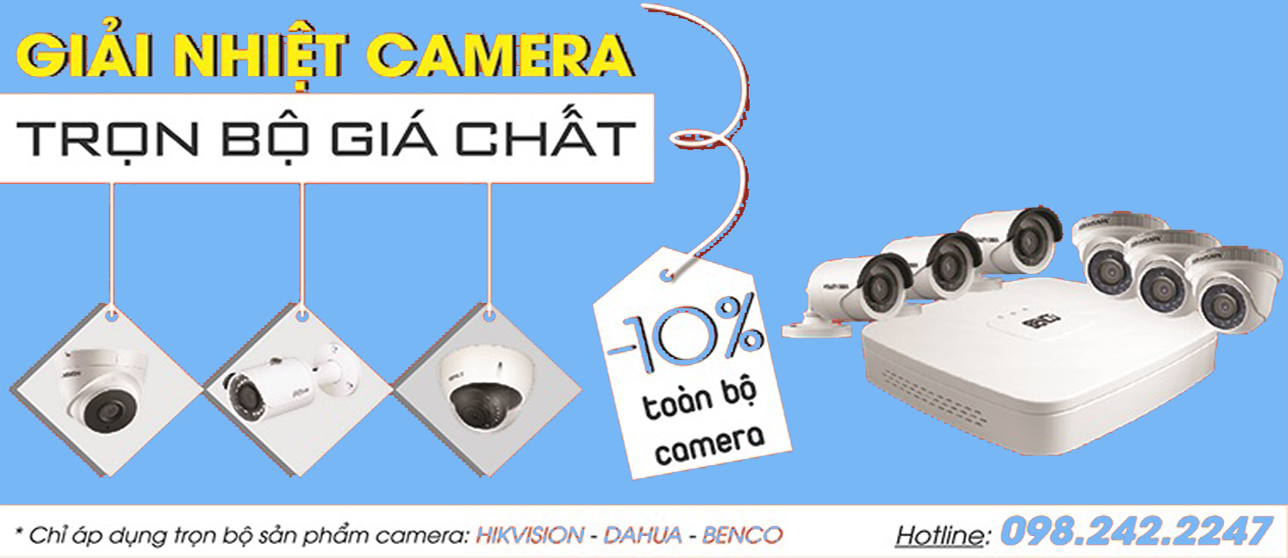 GIẢI NHIỆT CAMERA
TRỌN BỘ GIÁ CHẤT
-10%
toàn bộ
camera
BENCO
* Chỉ áp dụng trọn bộ sản phẩm camera: HIKVISION - DAHUA - BENCO
Hotline: 098.242.2247